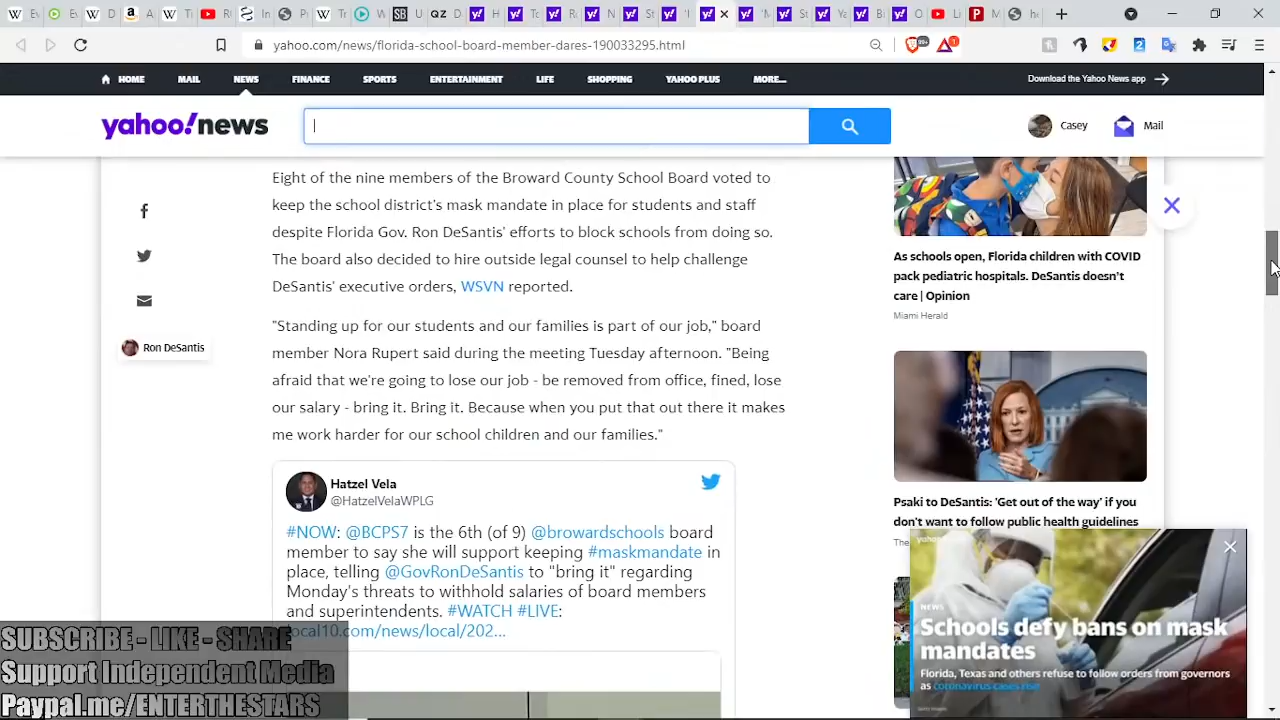 yahoo.com/news/florida-school-board-member-dares-190033295.html
HOME MAIL NEWS FINANCE SPORTS ENTERTAINMENT LIFE SHOPPING YAHOO PLUS MORE... Download the Yahoo News app
yahoo!news
Casey Mail
Eight of the nine members of the Broward County School Board voted to
keep the school district's mask mandate in place for students and staff
despite Florida Gov. Ron DeSantis' efforts to block schools from doing so.
The board also decided to hire outside legal counsel to help challenge
DeSantis' executive orders, WSVN reported.
Ron DeSantis
"Standing up for our students and our families is part of our job," board
member Nora Rupert said during the meeting Tuesday afternoon. "Being
afraid that we're going to lose our job - be removed from office, fined, lose
our salary - bring it. Bring it. Because when you put that out there it makes
me work harder for our school children and our families."
Hatzel Vela
@HatzelVelaWPLG
#NOW: @BCPS7 is the 6th (of 9) @browardschools board
member to say she will support keeping #maskmandate in
place, telling @GovRonDeSantis to "bring it" regarding
Monday's threats to withhold salaries of board members
and superintendents. #WATCH #LIVE:
local10.com/news/local/202...
As schools open, Florida children with COVID
pack pediatric hospitals. DeSantis doesn't
care | Opinion
Miami Herald
Psaki to DeSantis: 'Get out of the way' if you
don't want to follow public health guidelines
The
NEWS
Schools defy bans on mask
mandates
Florida, Texas and others refuse to follow orders from governors
as coronavirus cases rise
Getty Images
SUBSCRIBE - LIKE - SHARE
Support Independent Media
Paypal.me/ENTERTHESTARS